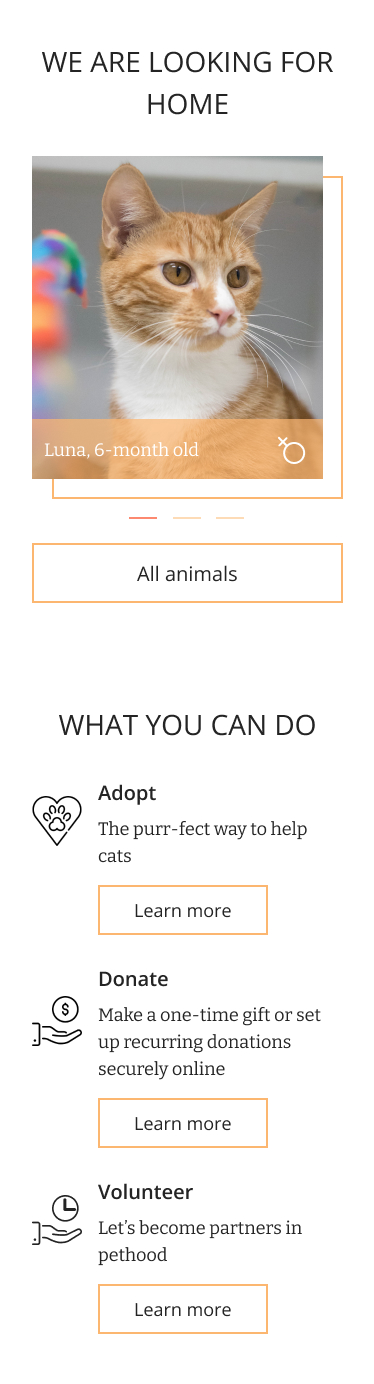 WE ARE LOOKING FOR
HOME
Luna, 6-month old
All animals
WHAT YOU CAN DO
Adopt
The purr-fect way to help
cats
Learn more
$
Donate
Make a one-time gift or set
up recurring donations
securely online
Learn more
Volunteer
Let's become partners in
pethood
Learn more